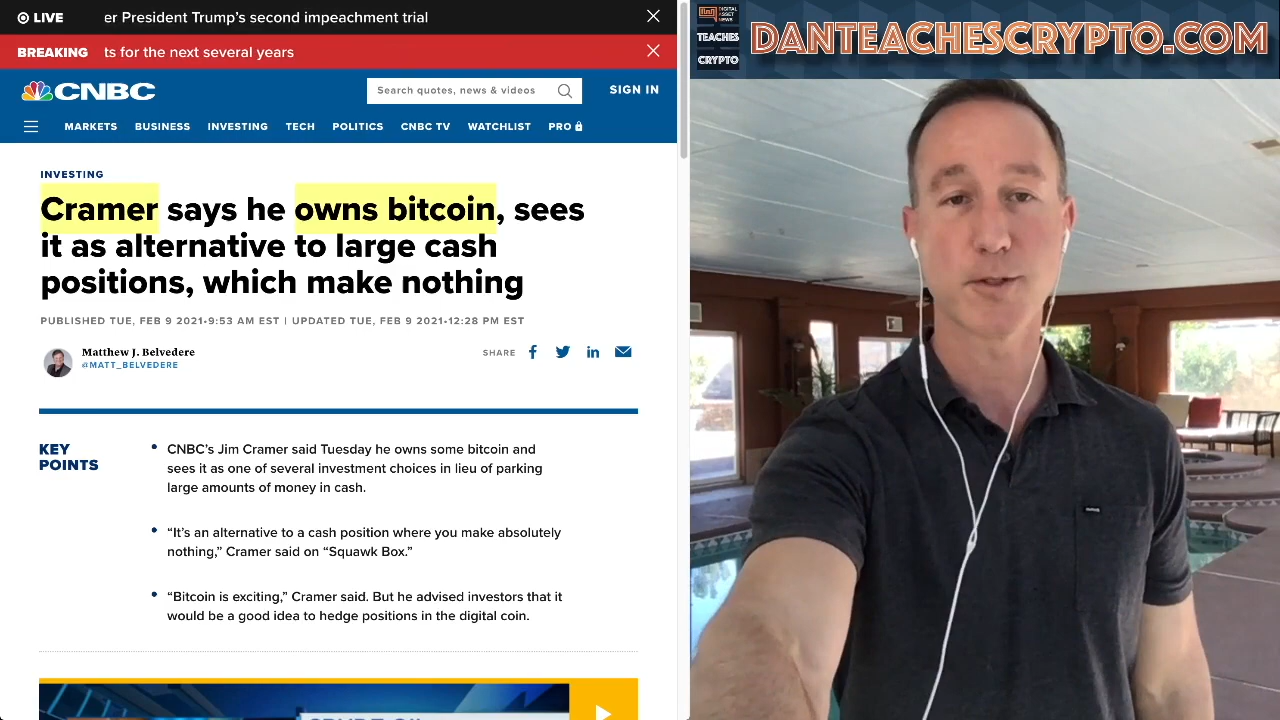 LIVE er President Trump’s second impeachment trial
BREAKING ts for the next several years
CNBC
Search quotes, news & videos
SIGN IN
MARKETS BUSINESS INVESTING TECH POLITICS CNBC TV WATCHLIST PRO
INVESTING
Cramer says he owns bitcoin, sees
it as alternative to large cash
positions, which make nothing
PUBLISHED TUE, FEB 9 2021•9:53 AM EST | UPDATED TUE, FEB 9 2021•12:28 PM EST
Matthew J. Belvedere
@MATT_BELVEDERE
SHARE
KEY
POINTS
CNBC’s Jim Cramer said Tuesday he owns some bitcoin and
sees it as one of several investment choices in lieu of parking
large amounts of money in cash.
“It’s an alternative to a cash position where you make absolutely
nothing,” Cramer said on “Squawk Box.”
“Bitcoin is exciting,” Cramer said. But he advised investors that it
would be a good idea to hedge positions in the digital coin.
DIGITAL
ASSET
NEWS
TEACHES
CRYPTO
DANTEACHESCRYPTO.COM